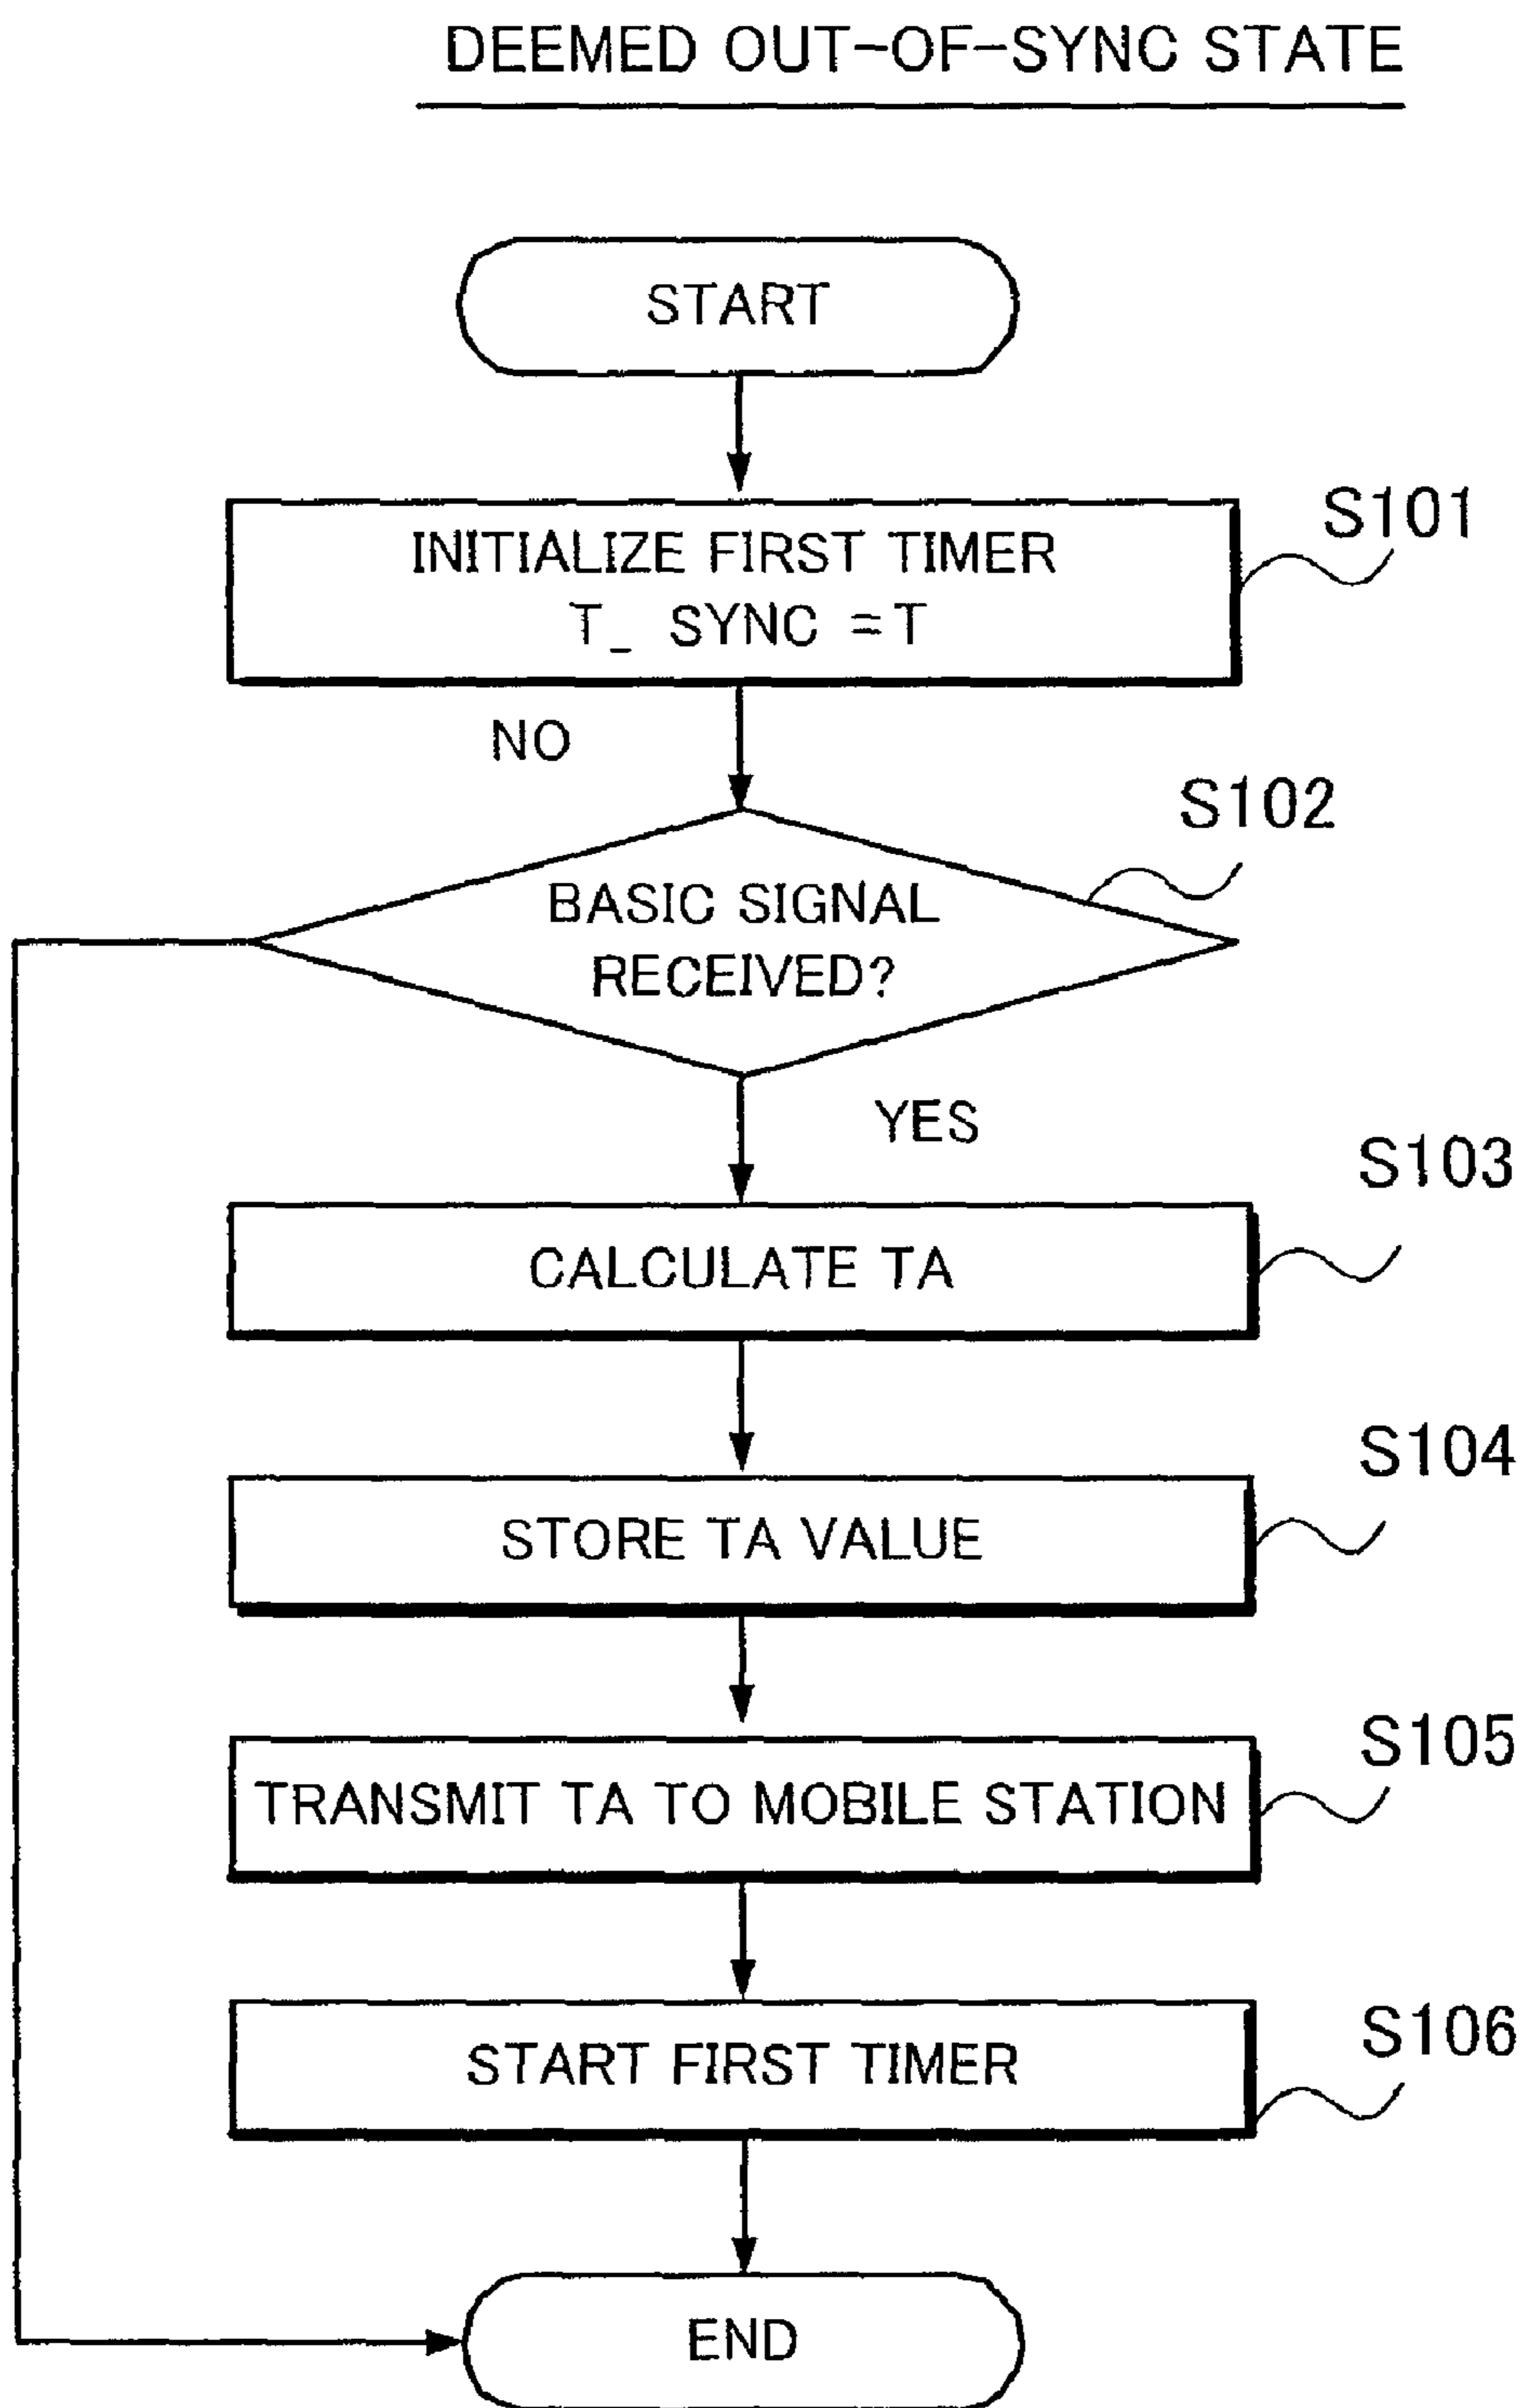 DEEMED OUT-OF-SYNC STATE
START
S101
INITIALIZE FIRST TIMER
T_ SYNC = T
NO
S102
BASIC SIGNAL
RECEIVED?
YES
S103
CALCULATE TA
S104
STORE TA VALUE
S105
TRANSMIT TA TO MOBILE STATION
S106
START FIRST TIMER
END